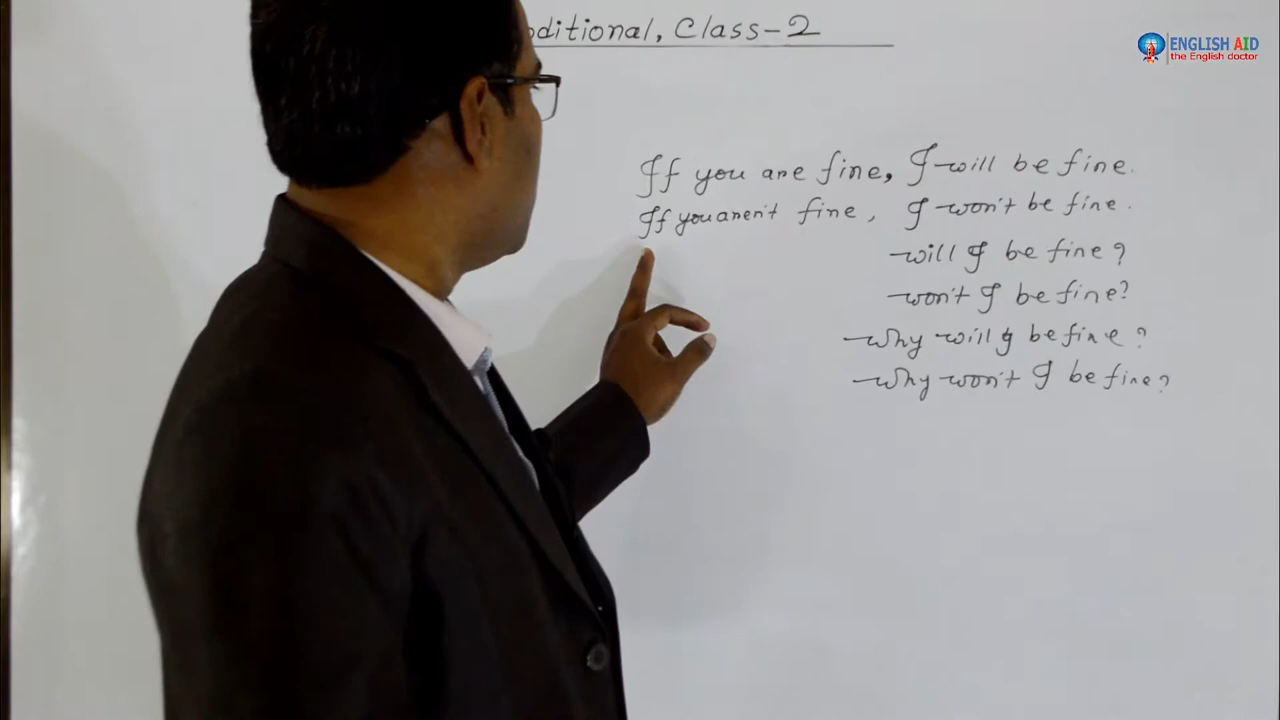 ditional, Class-2
ENGLISH AID
the English doctor
If you are fine, I will be fine.
If you aren't fine, I won't be fine.
will I be fine?
won't I be fine?
why will I be fine?
why won't I be fine?